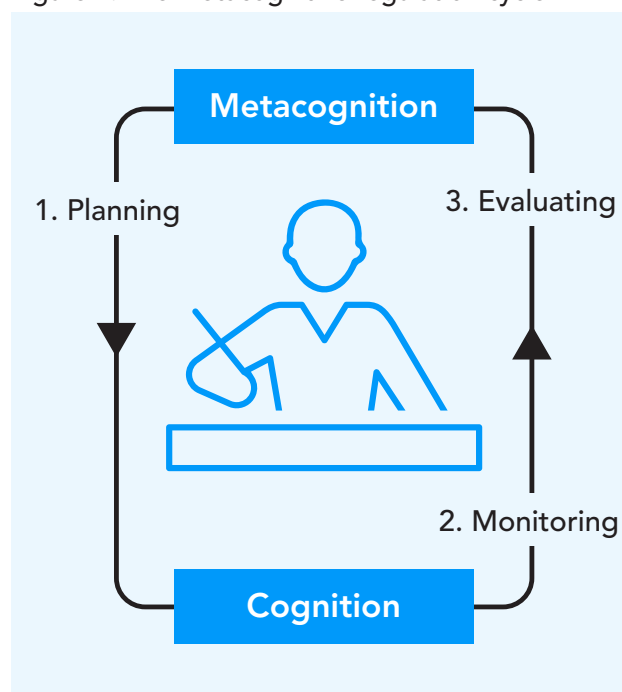 Metacognition
1. Planning
3. Evaluating
2. Monitoring
Cognition